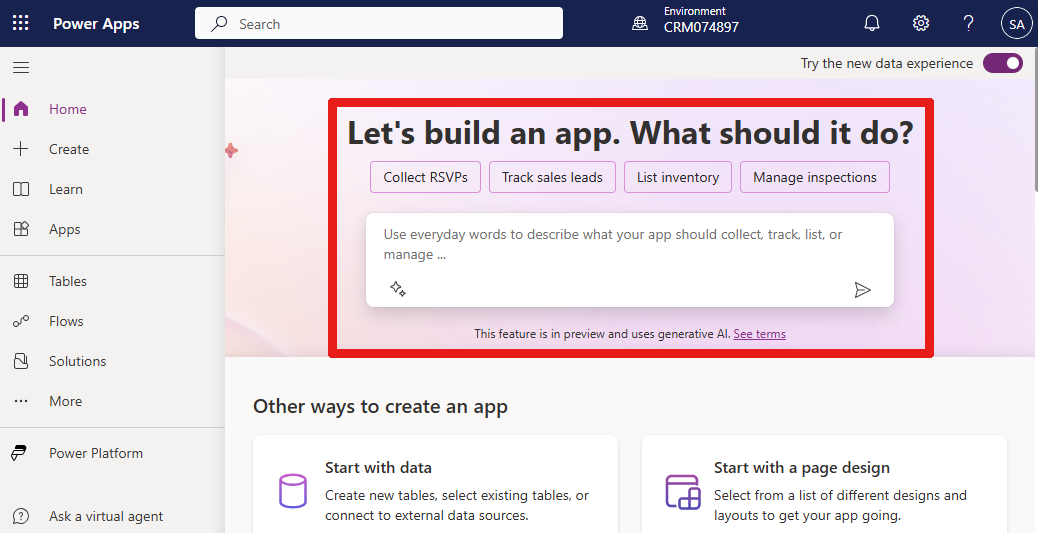 Power Apps
Search
Environment
CRM074897
SA
Try the new data experience
Home
Create
Learn
Apps
Tables
Flows
Solutions
More
Power Platform
Ask a virtual agent
Let's build an app. What should it do?
Collect RSVPs
Track sales leads
List inventory
Manage inspections
Use everyday words to describe what your app should collect, track, list, or
manage ...
This feature is in preview and uses generative AI. See terms
Other ways to create an app
Start with data
Create new tables, select existing tables, or
connect to external data sources.
Start with a page design
Select from a list of different designs and
layouts to get your app going.